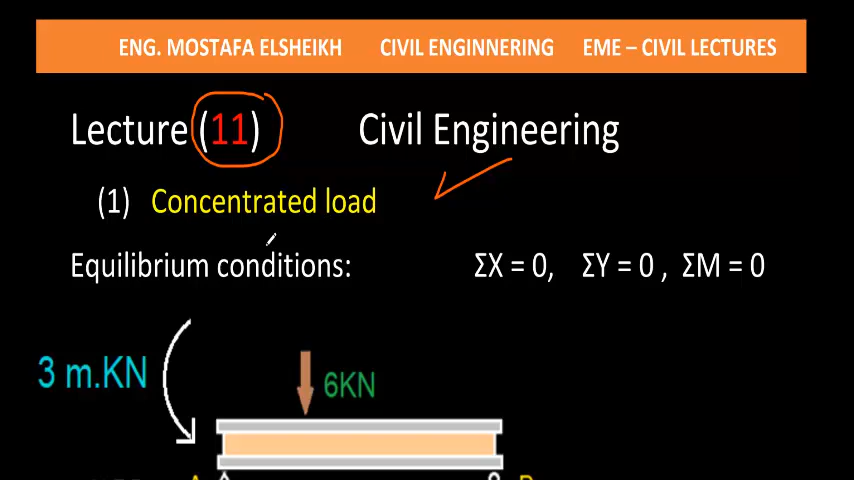 ENG. MOSTAFA ELSHEIKH CIVIL ENGINNERING EME – CIVIL LECTURES
Lecture (11) Civil Engineering
(1) Concentrated load
Equilibrium conditions: ΣX = 0, ΣY = 0 , ΣM = 0
3 m.KN
6KN